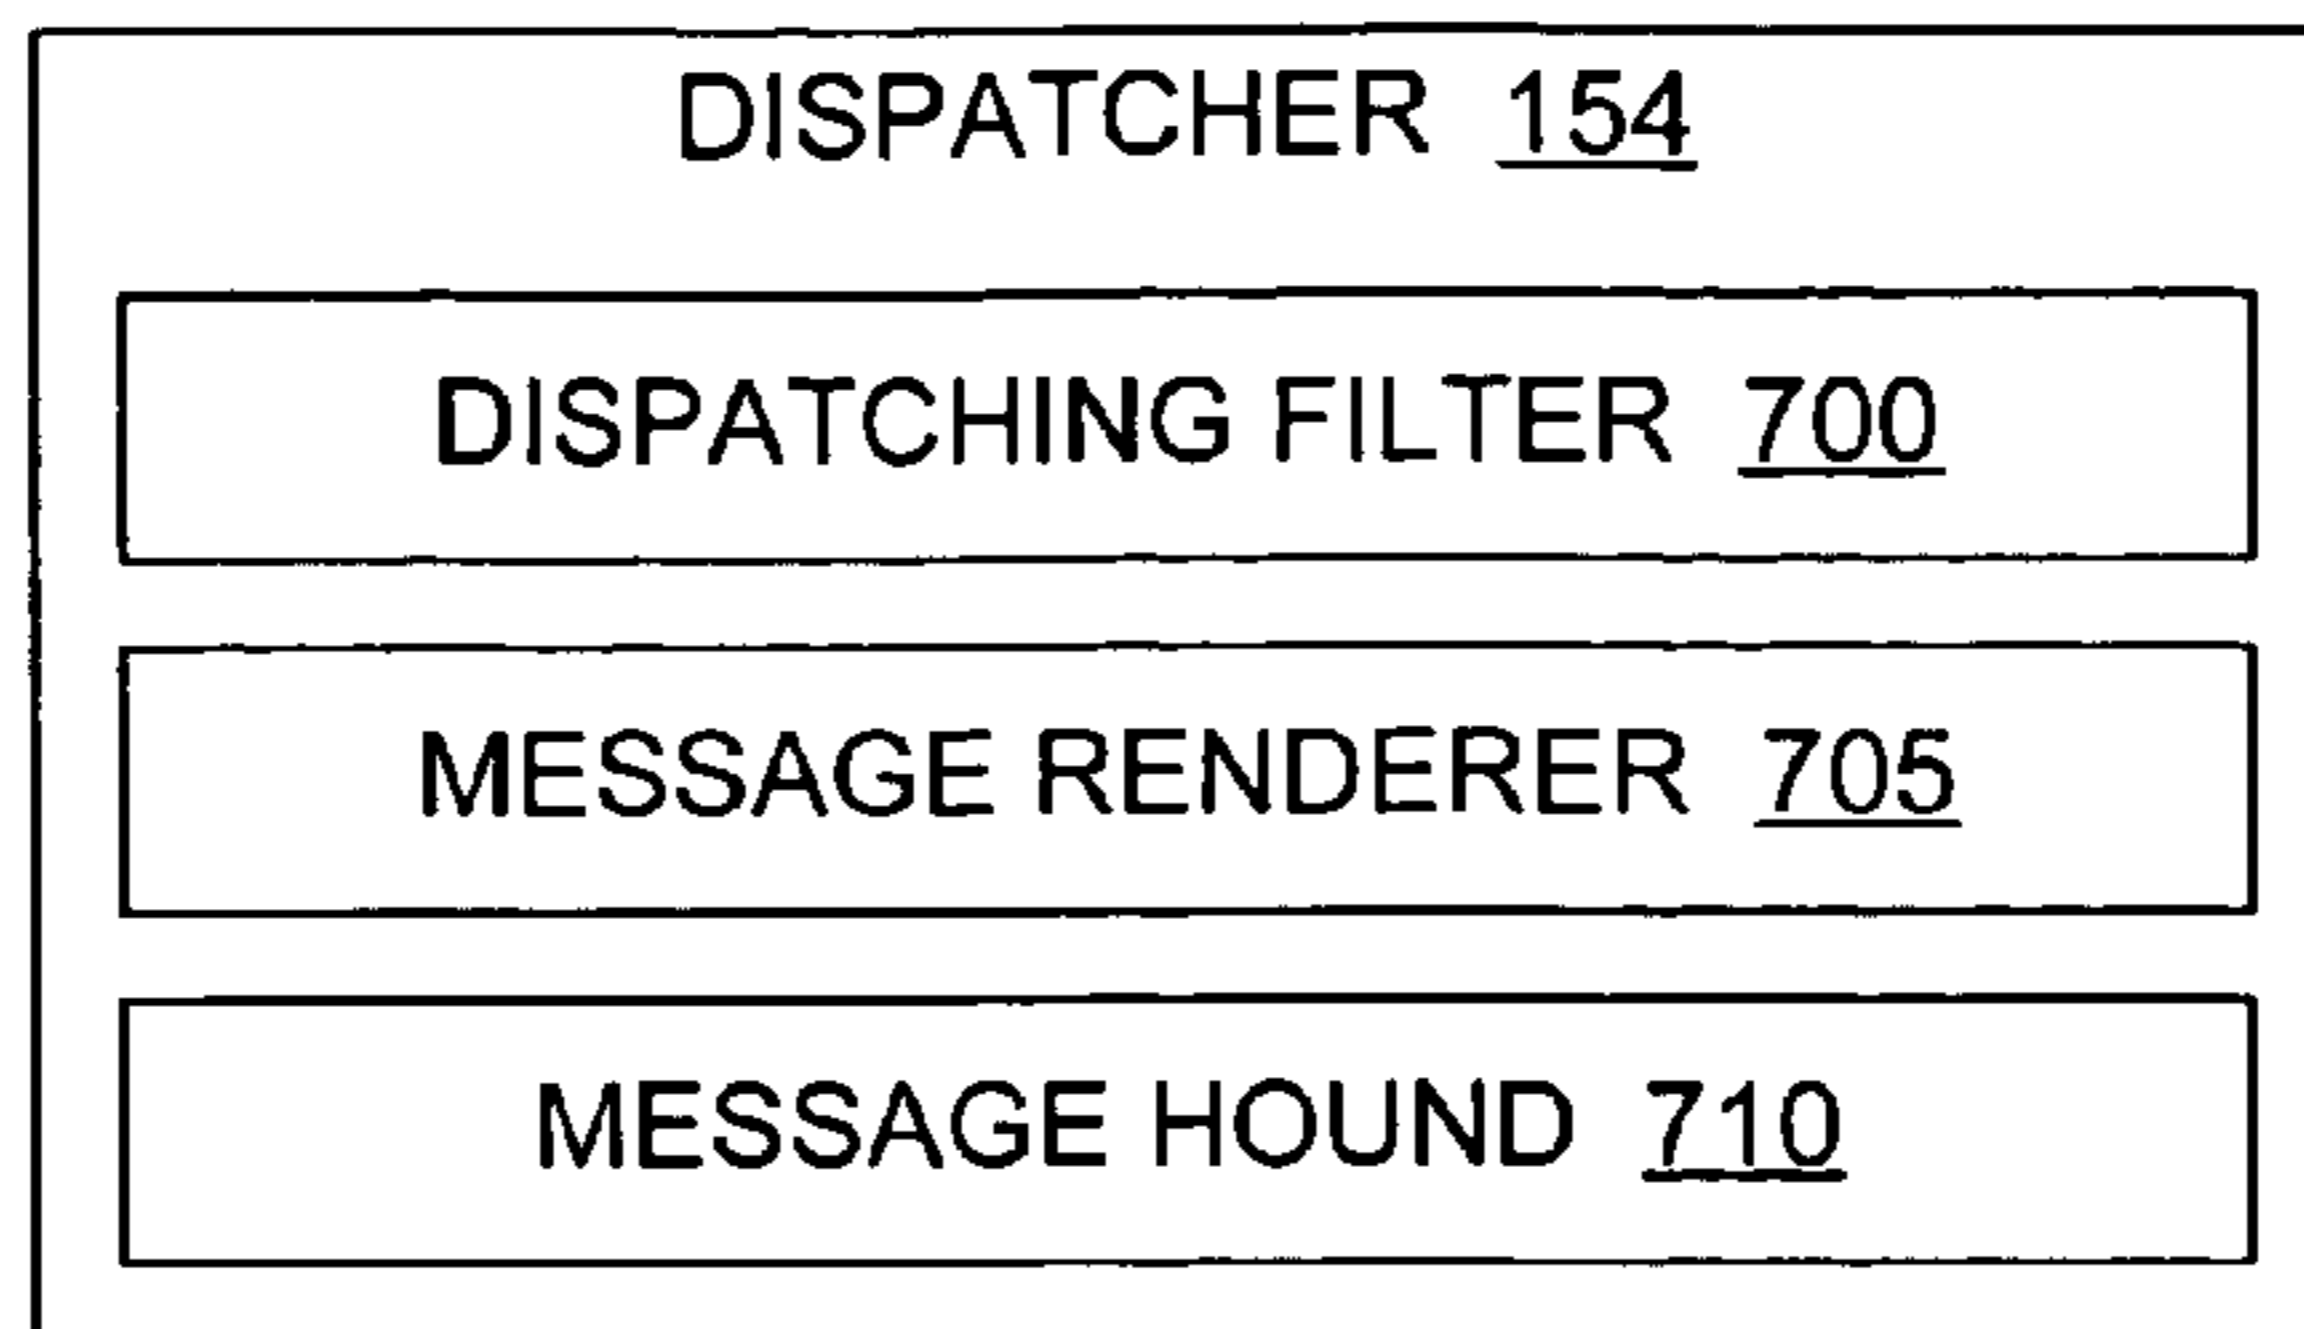 DISPATCHER 154
DISPATCHING FILTER 700
MESSAGE RENDERER 705
MESSAGE HOUND 710